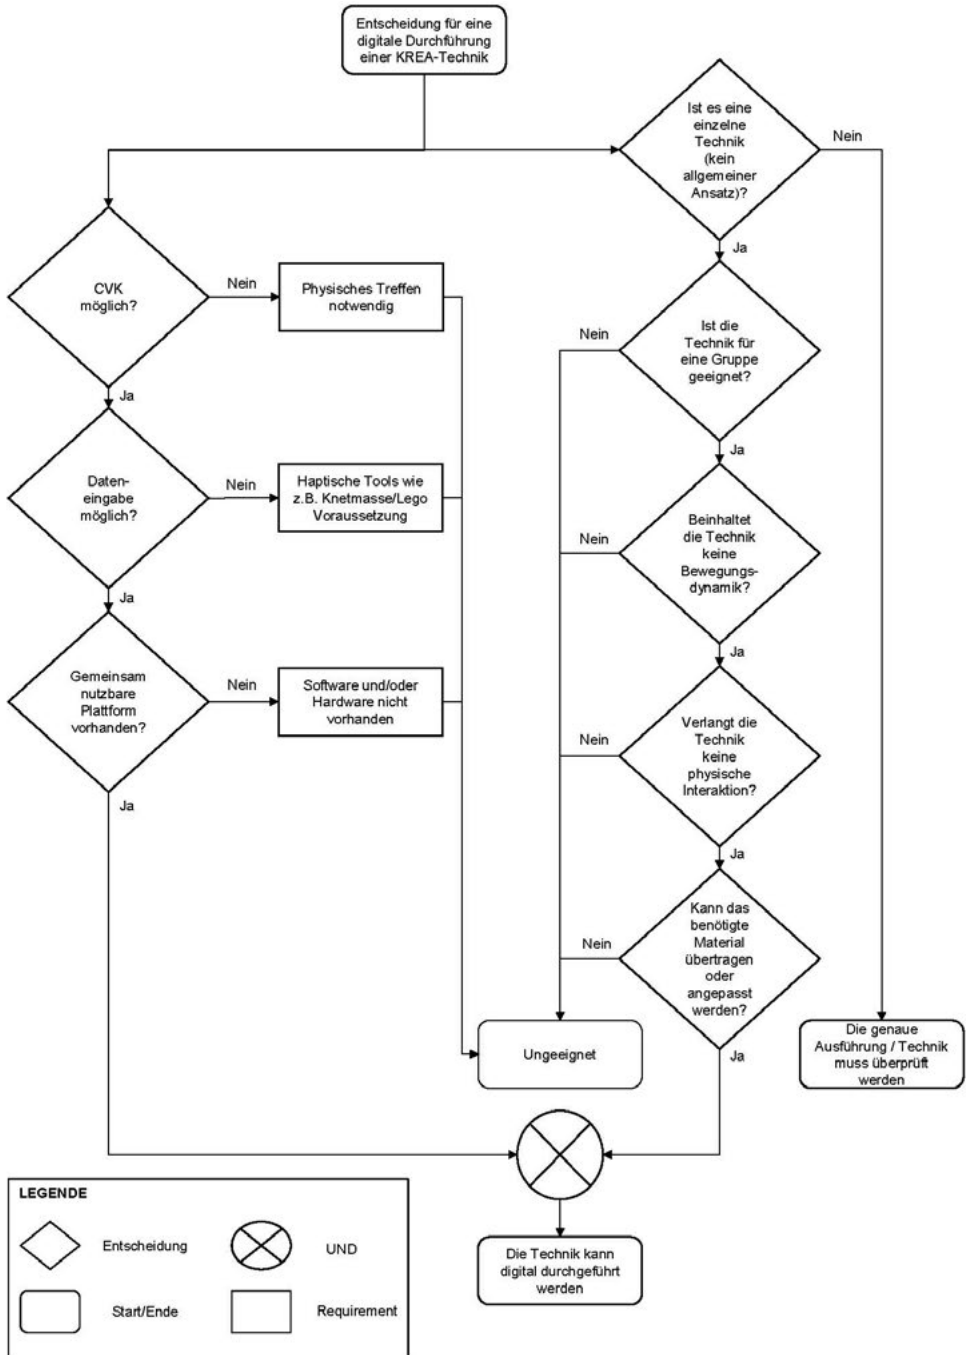 Entscheidung für eine
digitale Durchführung
einer KREA-Technik
Ist es eine
einzelne
Technik
(kein
allgemeiner
Ansatz)?
Nein
Ja
CVK
möglich?
Nein
Physisches Treffen
notwendig
Ja
Ist die
Technik für
eine Gruppe
geeignet?
Nein
Ja
Daten-
eingabe
möglich?
Nein
Haptische Tools wie
z.B. Knetmasse/Lego
Voraussetzung
Ja
Beinhaltet
die Technik
keine
Bewegungs-
dynamik?
Nein
Ja
Gemeinsam
nutzbare
Plattform
vorhanden?
Nein
Software und/oder
Hardware nicht
vorhanden
Ja
Verlangt die
Technik
keine
physische
Interaktion?
Nein
Ja
Kann das
benötigte
Material
übertragen
oder
angepasst
werden?
Nein
Ja
Ungeeignet
Die genaue
Ausführung / Technik
muss überprüft
werden
Die Technik kann
digital durchgeführt
werden
LEGENDE
Entscheidung
UND
Start/Ende
Requirement